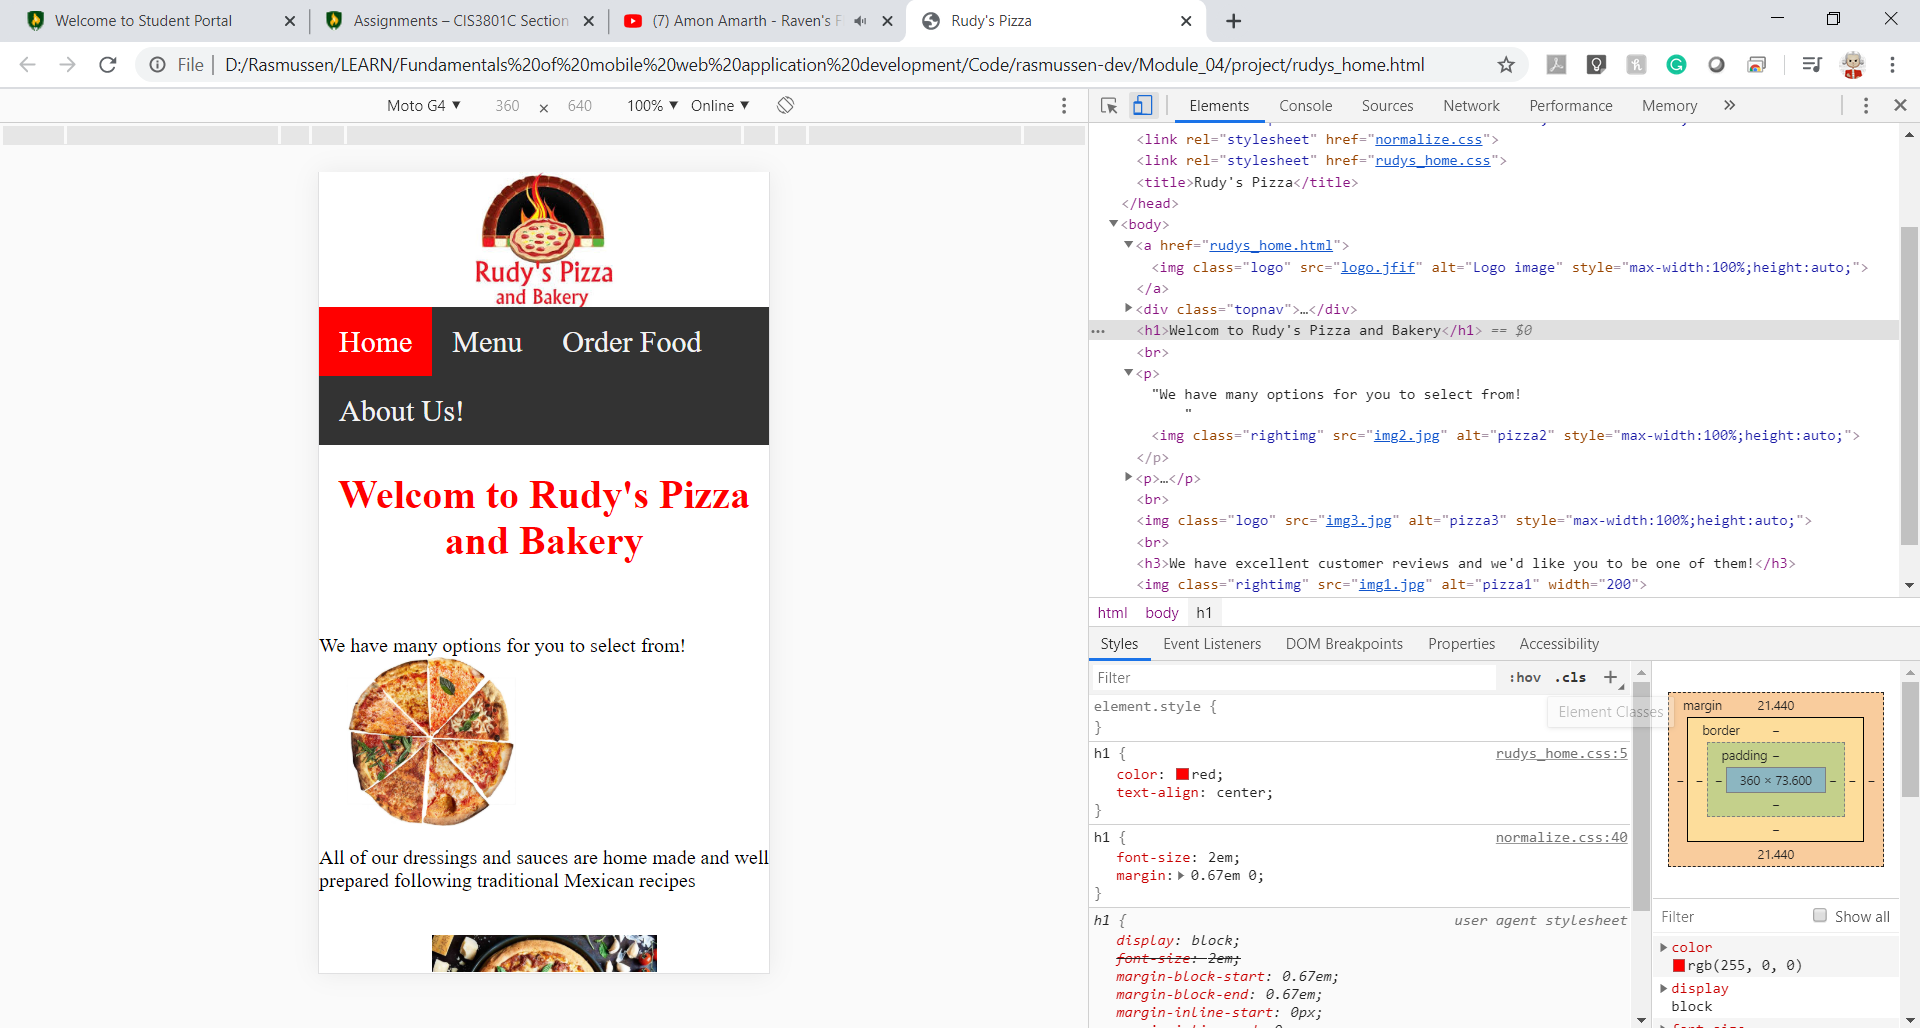 Welcome to Student Portal
Assignments – CIS3801C Section
(7) Amon Amarth - Raven's F
Rudy's Pizza
File | D:/Rasmussen/LEARN/Fundamentals%20of%20mobile%20web%20application%20development/Code/rasmussen-dev/Module_04/project/rudys_home.html
Moto G4 ▼ 360 × 640 100% ▼ Online ▼
Elements Console Sources Network Performance Memory »
Rudy's Pizza
and Bakery
Home Menu Order Food
About Us!
Welcom to Rudy's Pizza
and Bakery
We have many options for you to select from!
All of our dressings and sauces are home made and well
prepared following traditional Mexican recipes
<link rel="stylesheet" href="normalize.css">
<link rel="stylesheet" href="rudys_home.css">
<title>Rudy's Pizza</title>
</head>
▼<body>
▼<a href="rudys_home.html">
<img class="logo" src="logo.jfif" alt="Logo image" style="max-width:100%;height:auto;">
</a>
▶<div class="topnav">…</div>
<h1>Welcom to Rudy's Pizza and Bakery</h1> == $0
<br>
▼<p>
"We have many options for you to select from!
"
<img class="rightimg" src="img2.jpg" alt="pizza2" style="max-width:100%;height:auto;">
</p>
▶<p>…</p>
<br>
<img class="logo" src="img3.jpg" alt="pizza3" style="max-width:100%;height:auto;">
<br>
<h3>We have excellent customer reviews and we'd like you to be one of them!</h3>
<img class="rightimg" src="img1.jpg" alt="pizza1" width="200">
html body h1
Styles Event Listeners DOM Breakpoints Properties Accessibility
Filter :hov .cls +
Element Classes
element.style {
}
h1 { rudys_home.css:5
color: red;
text-align: center;
}
h1 { normalize.css:40
font-size: 2em;
margin:▶ 0.67em 0;
}
h1 { user agent stylesheet
display: block;
font-size: 2em;
margin-block-start: 0.67em;
margin-block-end: 0.67em;
margin-inline-start: 0px;
margin 21.440
border –
padding –
– – – 360 × 73.600 – – –
–
–
21.440
Filter Show all
▶ color
rgb(255, 0, 0)
▶ display
block